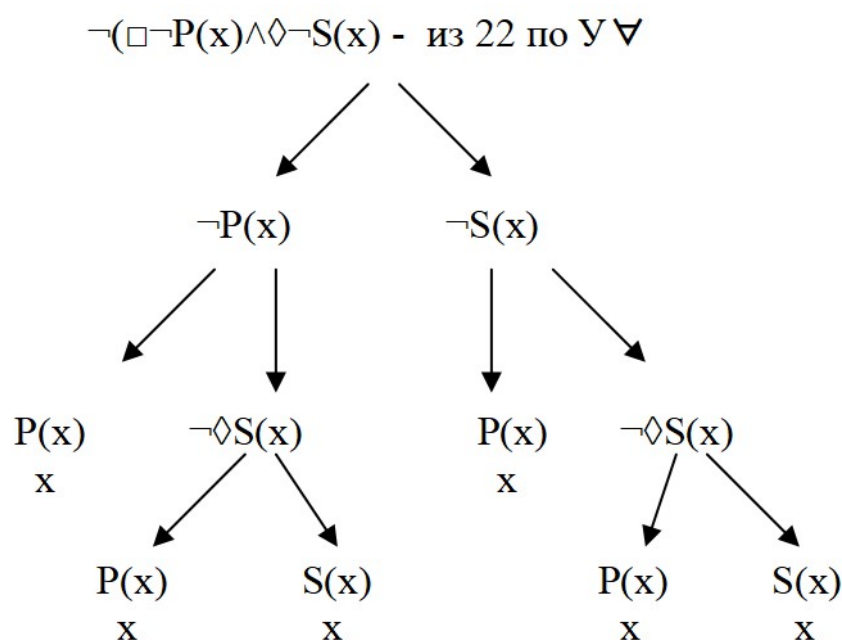 ¬(□¬P(x)∧◊¬S(x) - из 22 по У∀
¬P(x) ¬S(x)
P(x) ¬◊S(x) P(x) ¬◊S(x)
x x
P(x) S(x) P(x) S(x)
x x x x